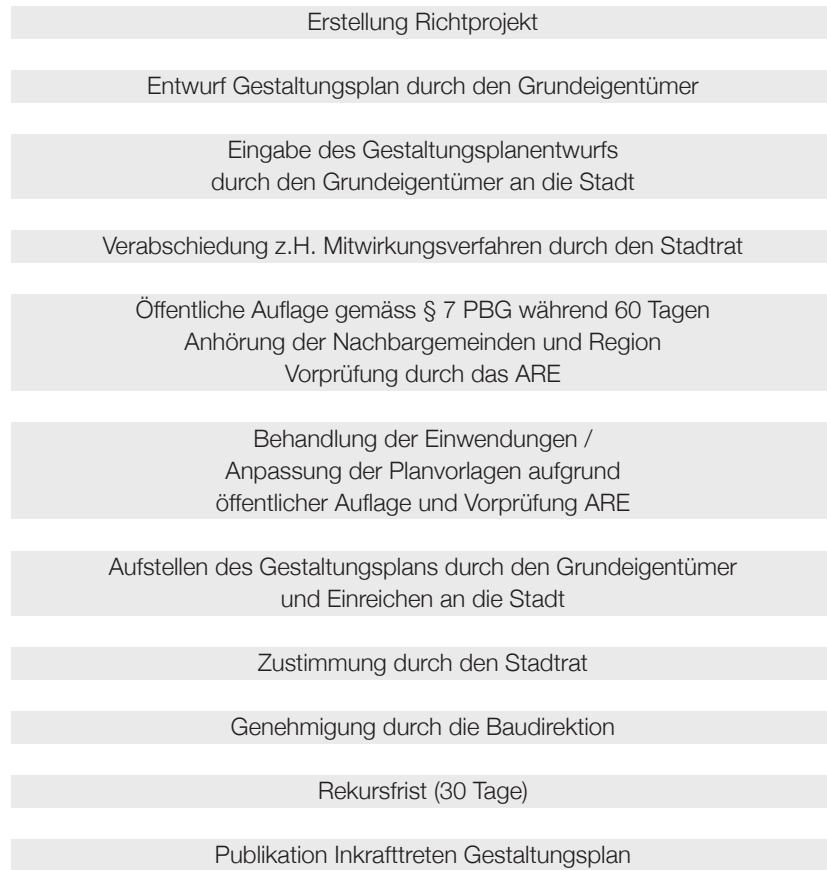 Erstellung Richtprojekt
Entwurf Gestaltungsplan durch den Grundeigentümer
Eingabe des Gestaltungsplanentwurfs
durch den Grundeigentümer an die Stadt
Verabschiedung z.H. Mitwirkungsverfahren durch den Stadtrat
Öffentliche Auflage gemäss § 7 PBG während 60 Tagen
Anhörung der Nachbargemeinden und Region
Vorprüfung durch das ARE
Behandlung der Einwendungen /
Anpassung der Planvorlagen aufgrund
öffentlicher Auflage und Vorprüfung ARE
Aufstellen des Gestaltungsplans durch den Grundeigentümer
und Einreichen an die Stadt
Zustimmung durch den Stadtrat
Genehmigung durch die Baudirektion
Rekursfrist (30 Tage)
Publikation Inkrafttreten Gestaltungsplan